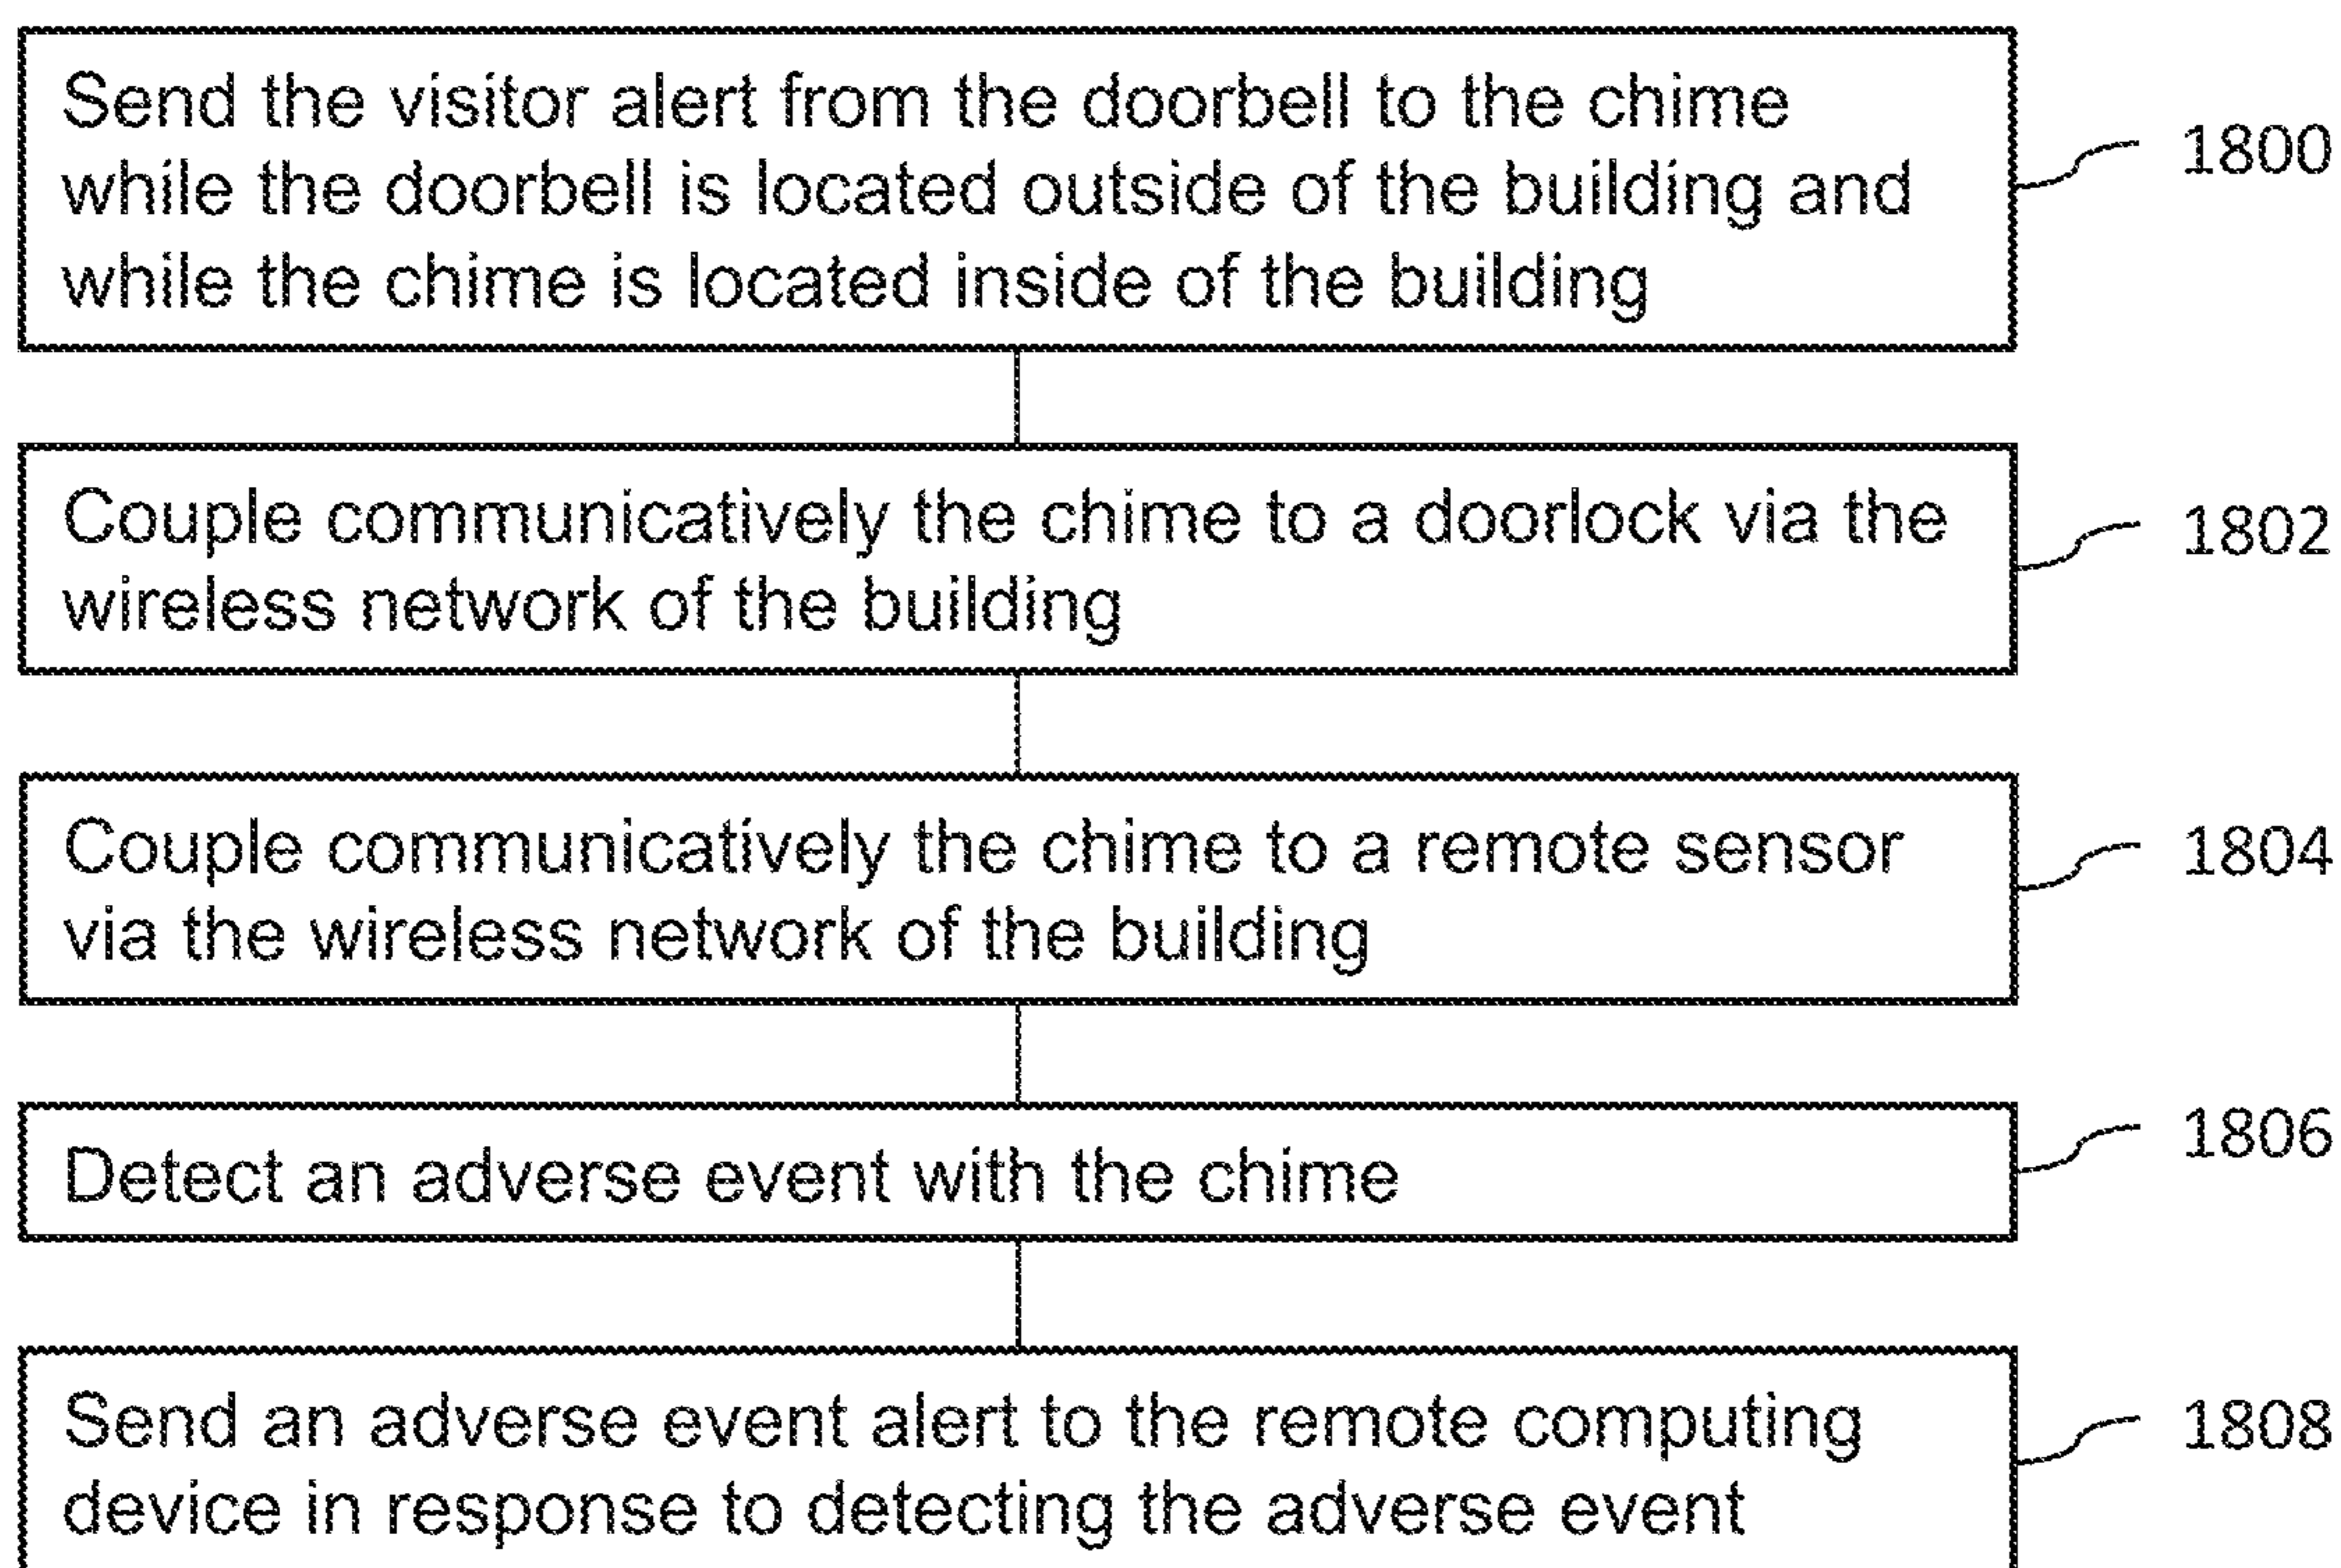 Send the visitor alert from the doorbell to the chime
while the doorbell is located outside of the building and
while the chime is located inside of the building
1800
Couple communicatively the chime to a doorlock via the
wireless network of the building
1802
Couple communicatively the chime to a remote sensor
via the wireless network of the building
1804
Detect an adverse event with the chime
1806
Send an adverse event alert to the remote computing
device in response to detecting the adverse event
1808